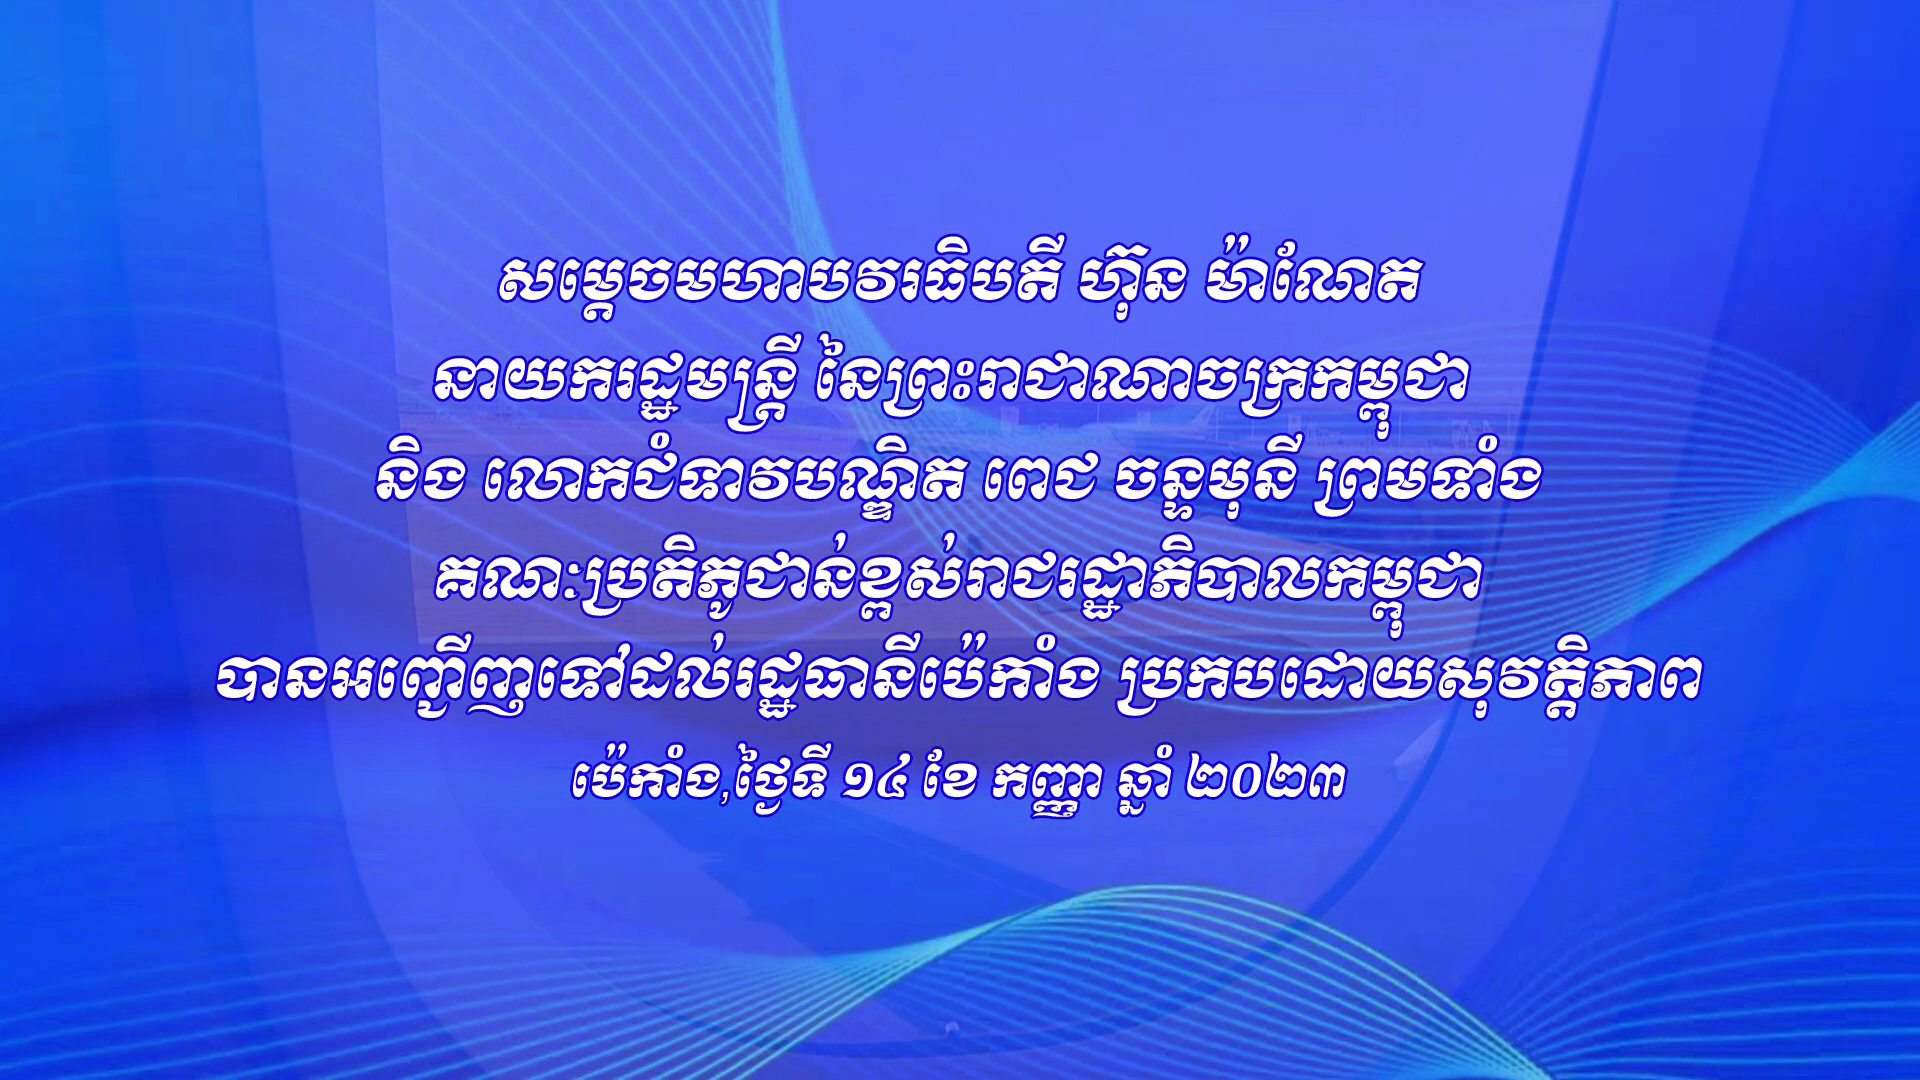 សម្តេចមហាបវរធិបតី ហ៊ុន ម៉ាណែត
នាយករដ្ឋមន្ត្រី នៃព្រះរាជាណាចក្រកម្ពុជា
និង លោកជំទាវបណ្ឌិត ពេជ ចន្ទមុនី ព្រមទាំង
គណៈប្រតិភូជាន់ខ្ពស់រាជរដ្ឋាភិបាលកម្ពុជា
បានអញ្ជើញទៅដល់រដ្ឋធានីប៉េកាំង ប្រកបដោយសុវត្តិភាព
ប៉េកាំង,ថ្ងៃទី ១៤ ខែ កញ្ញា ឆ្នាំ ២០២៣